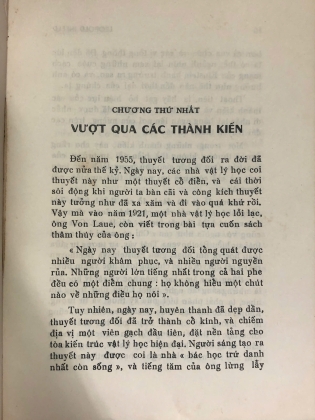 CHƯƠNG THỨ NHẤT
VƯỢT QUA CÁC THÀNH KIẾN
Đến năm 1955, thuyết tương đối ra đời đã
được nửa thế kỷ. Ngày nay, các nhà vật lý học coi
thuyết này như một thuyết cổ điển, và cái thời
sôi động khi người ta bàn cãi và công kích thuyết
này tưởng như đã xa xăm và đi vào quá khứ rồi.
Vậy mà vào năm 1921, một nhà vật lý học lỗi lạc,
ông Von Laue, còn viết trong bài tựa cuốn sách
thâm thúy của ông :
« Ngày nay thuyết tương đối tổng quát được
nhiều người khâm phục, và nhiều người nguyền
rủa. Những người lớn tiếng nhất trong cả hai phe
đều có một điểm chung : họ không hiểu một chút
nào về những điều họ nói ».
Tuy nhiên, ngày nay, huyên thanh đã dẹp dần,
thuyết tương đối đã trở thành cổ kính, và chiếm
địa vị một viên gạch đầu tiên, đặt nền tảng cho
tòa kiến trúc vật lý học hiện đại. Người sáng tạo ra
thuyết này được coi là nhà « bác học trứ danh
nhất còn sống », và tiếng tăm của ông lừng lẫy